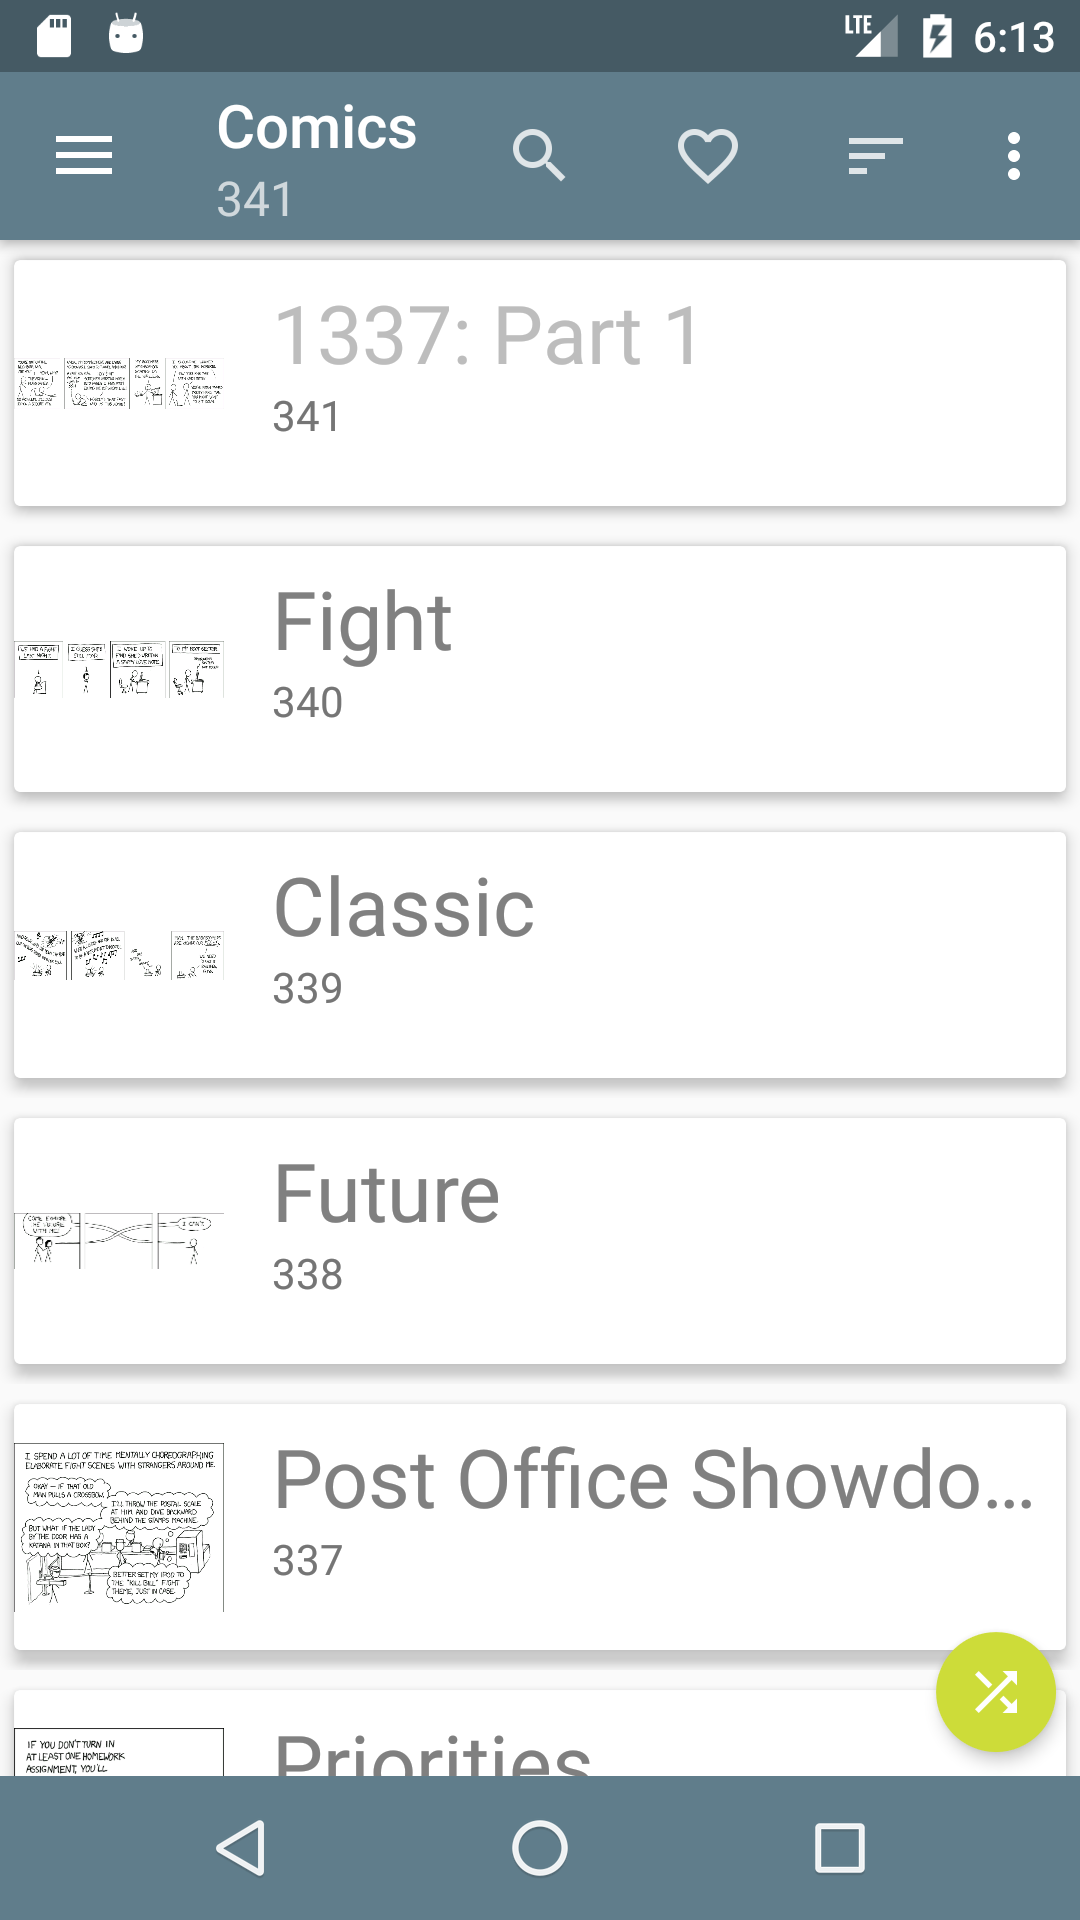 LTE 6:13
Comics
341
1337: Part 1
341
Fight
340
Classic
339
Future
338
I SPEND A LOT OF TIME MENTALLY CHOREOGRAPHING
ELABORATE FIGHT SCENES WITH STRANGERS AROUND ME.
OKAY — IF THAT OLD
MAN PULLS A CROSSBOW,
I'LL THROW THE POSTAL SCALE
AT HIM AND DIVE BACKWARD
BEHIND THE STAMPS MACHINE.
BUT WHAT IF THE LADY
BY THE DOOR HAS A
KATANA IN THAT BOX?
BETTER SET MY IPOD TO
THE "KILL BILL" FIGHT
THEME, JUST IN CASE.
Post Office Showdo...
337
IF YOU DON'T TURN IN
AT LEAST ONE HOMEWORK
ASSIGNMENT, YOU'LL
Priorities